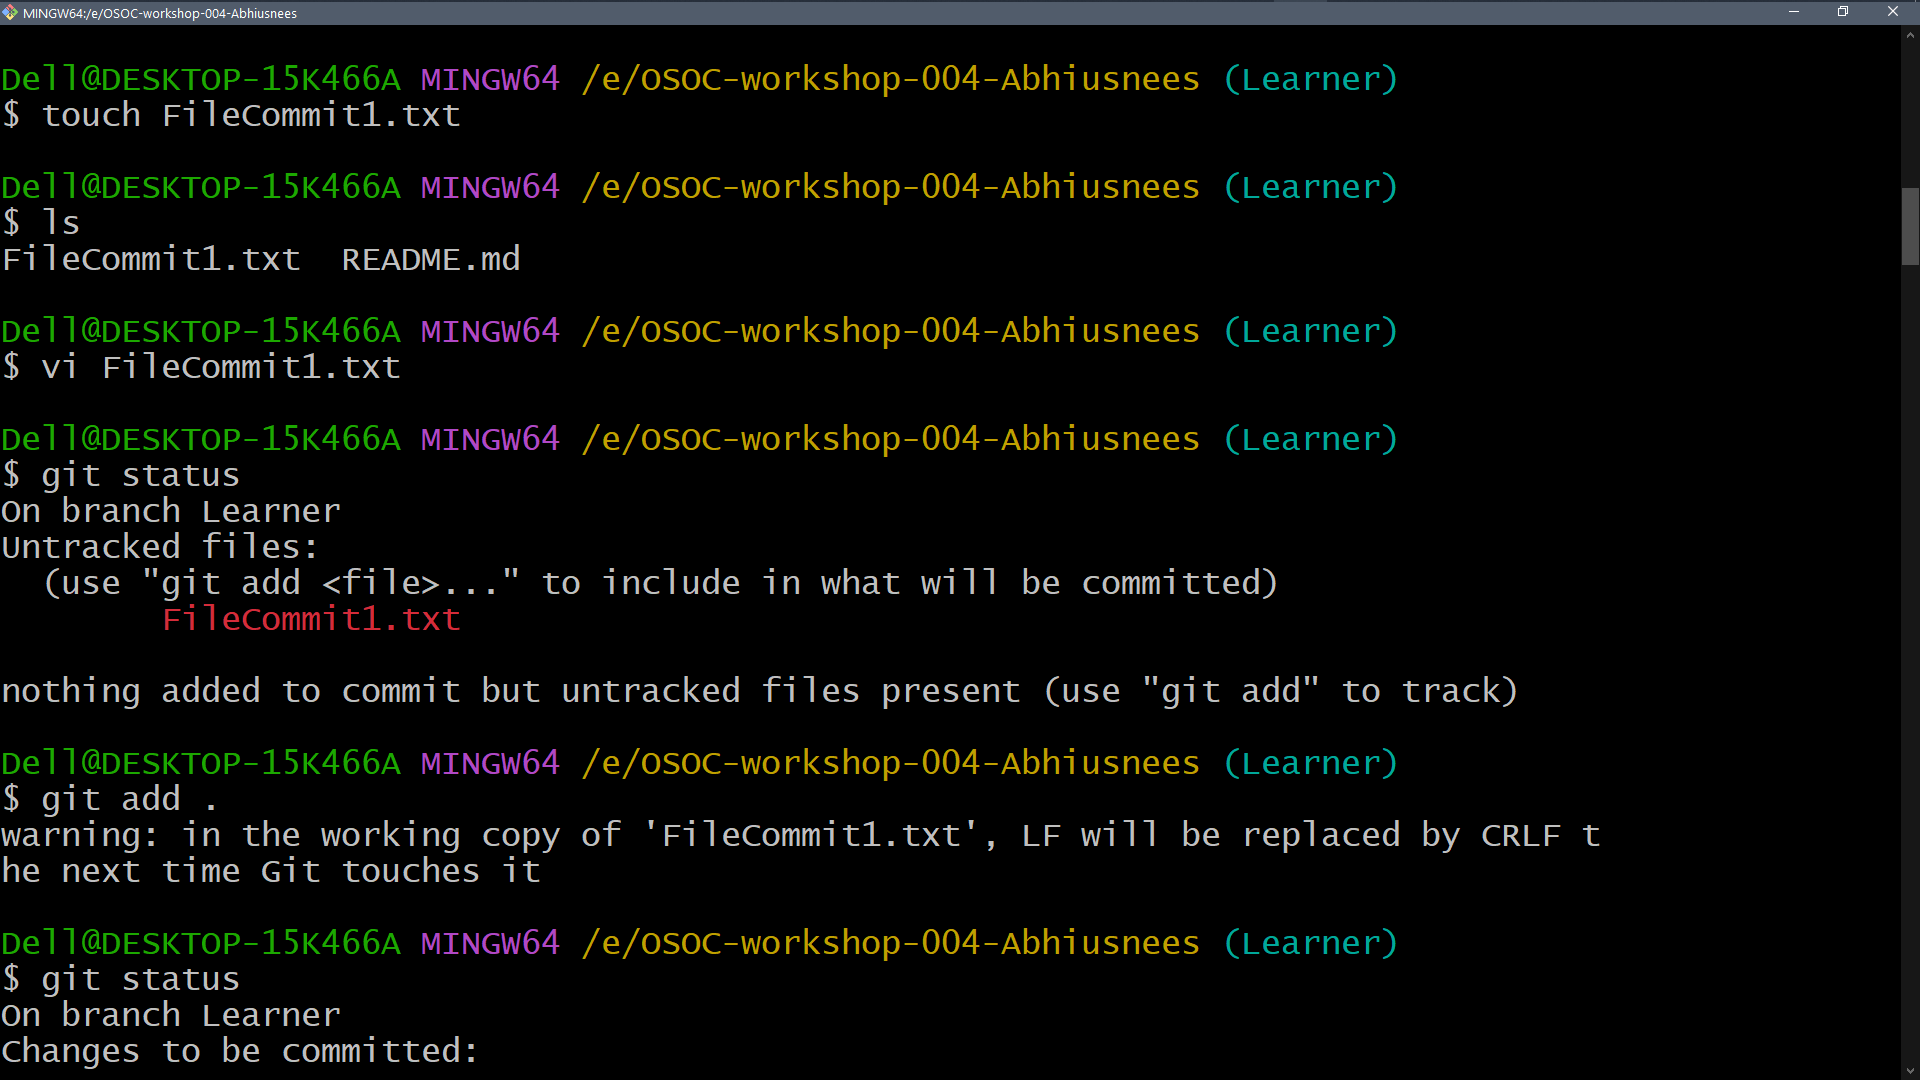 MINGW64:/e/OSOC-workshop-004-Abhiusnees
Dell@DESKTOP-15K466A MINGW64 /e/OSOC-workshop-004-Abhiusnees (Learner)
$ touch FileCommit1.txt
Dell@DESKTOP-15K466A MINGW64 /e/OSOC-workshop-004-Abhiusnees (Learner)
$ ls
FileCommit1.txt  README.md
Dell@DESKTOP-15K466A MINGW64 /e/OSOC-workshop-004-Abhiusnees (Learner)
$ vi FileCommit1.txt
Dell@DESKTOP-15K466A MINGW64 /e/OSOC-workshop-004-Abhiusnees (Learner)
$ git status
On branch Learner
Untracked files:
  (use "git add <file>..." to include in what will be committed)
        FileCommit1.txt
nothing added to commit but untracked files present (use "git add" to track)
Dell@DESKTOP-15K466A MINGW64 /e/OSOC-workshop-004-Abhiusnees (Learner)
$ git add .
warning: in the working copy of 'FileCommit1.txt', LF will be replaced by CRLF t
he next time Git touches it
Dell@DESKTOP-15K466A MINGW64 /e/OSOC-workshop-004-Abhiusnees (Learner)
$ git status
On branch Learner
Changes to be committed: